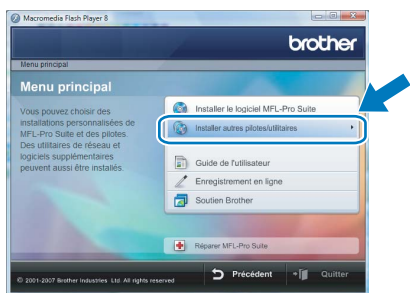 Macromedia Flash Player 8
brother
Menu principal
Menu principal
Vous pouvez choisir des
installations personnalisées de
MFL-Pro Suite et des pilotes.
Des utilitaires de réseau et
logiciels supplémentaires
peuvent aussi être installés.
Installer le logiciel MFL-Pro Suite
Installer autres pilotes/utilitaires
Guide de l'utilisateur
Enregistrement en ligne
Soutien Brother
Réparer MFL-Pro Suite
© 2001-2007 Brother Industries Ltd. All rights reserved
Précédent
Quitter